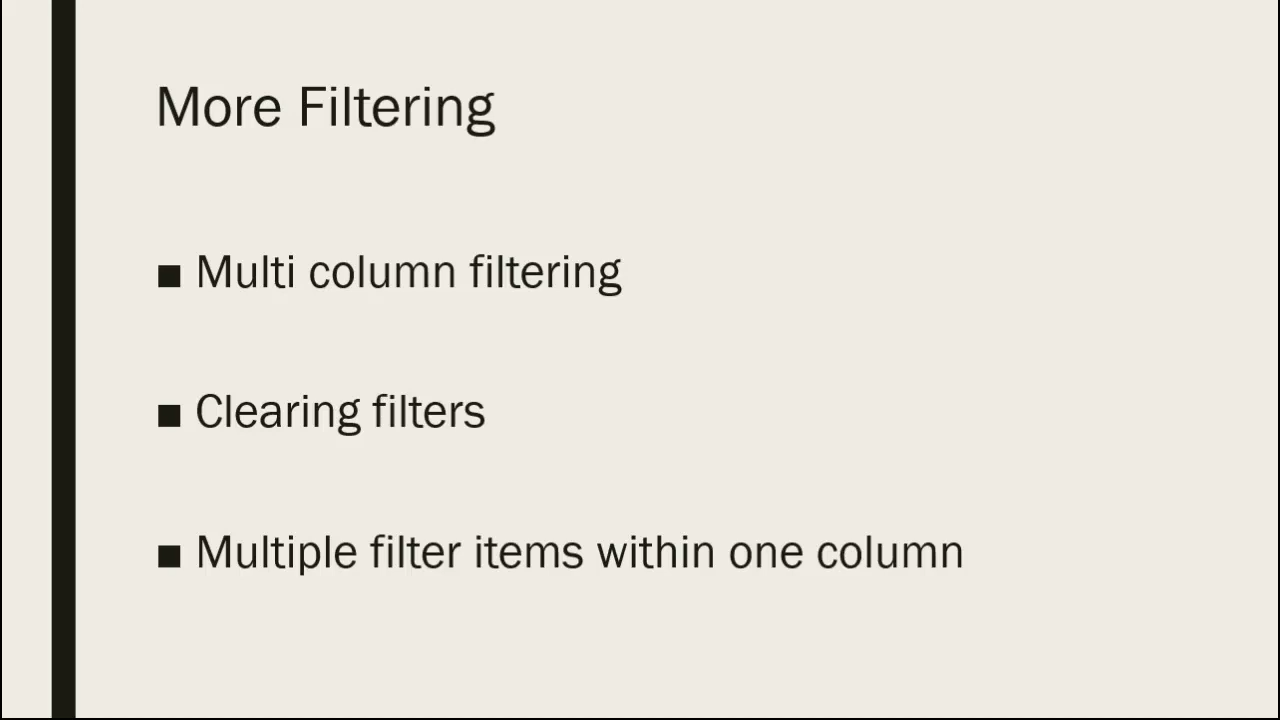 More Filtering
■ Multi column filtering
■ Clearing filters
■ Multiple filter items within one column